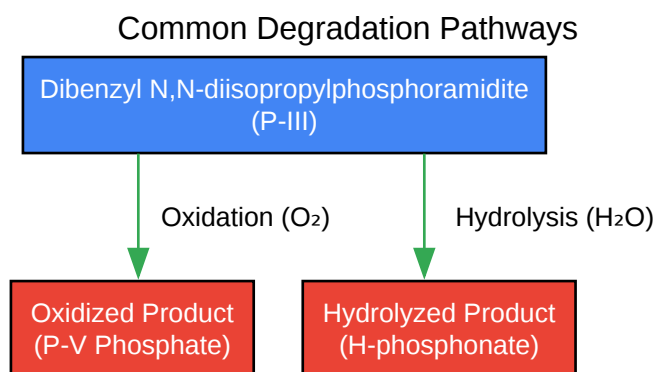 Common Degradation Pathways
Dibenzyl N,N-diisopropylphosphoramidite
(P-III)
Oxidation (O₂)
Hydrolysis (H₂O)
Oxidized Product
(P-V Phosphate)
Hydrolyzed Product
(H-phosphonate)